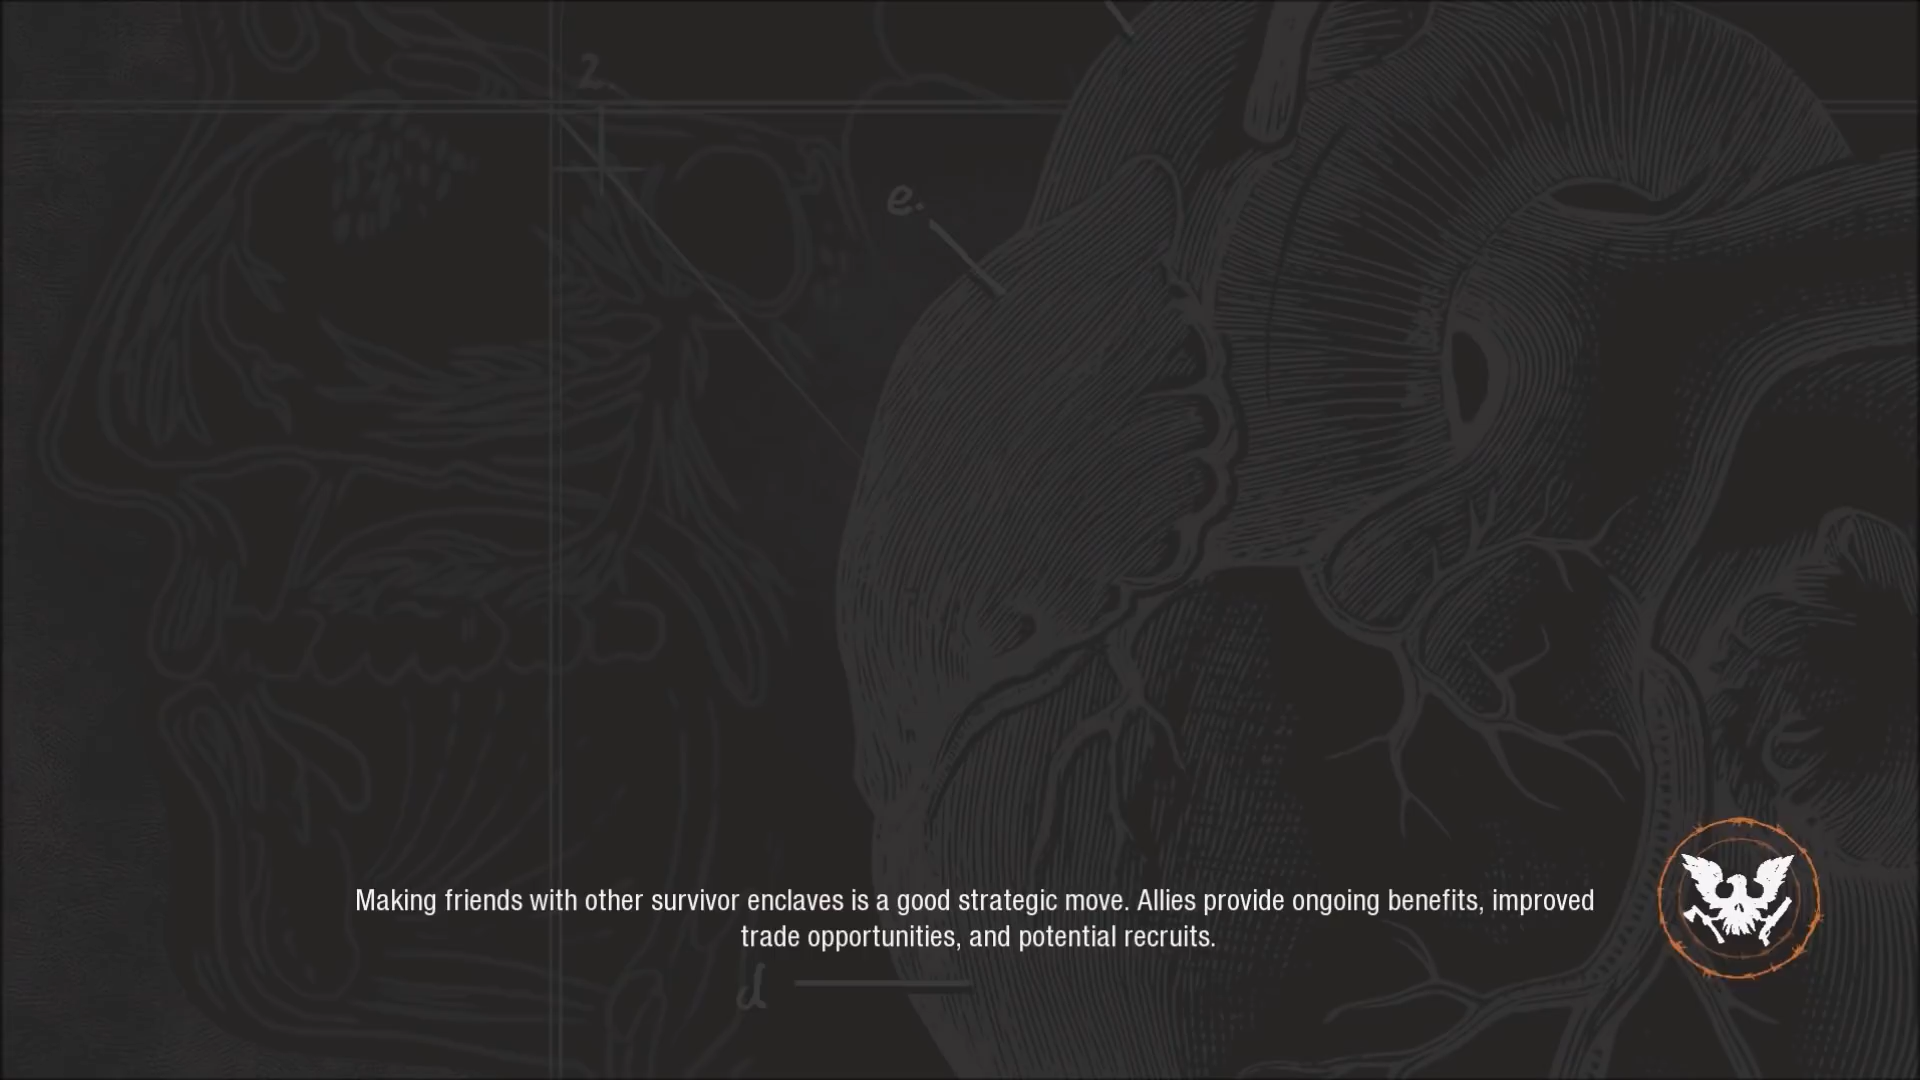 2.
e.
Making friends with other survivor enclaves is a good strategic move. Allies provide ongoing benefits, improved
trade opportunities, and potential recruits.
d